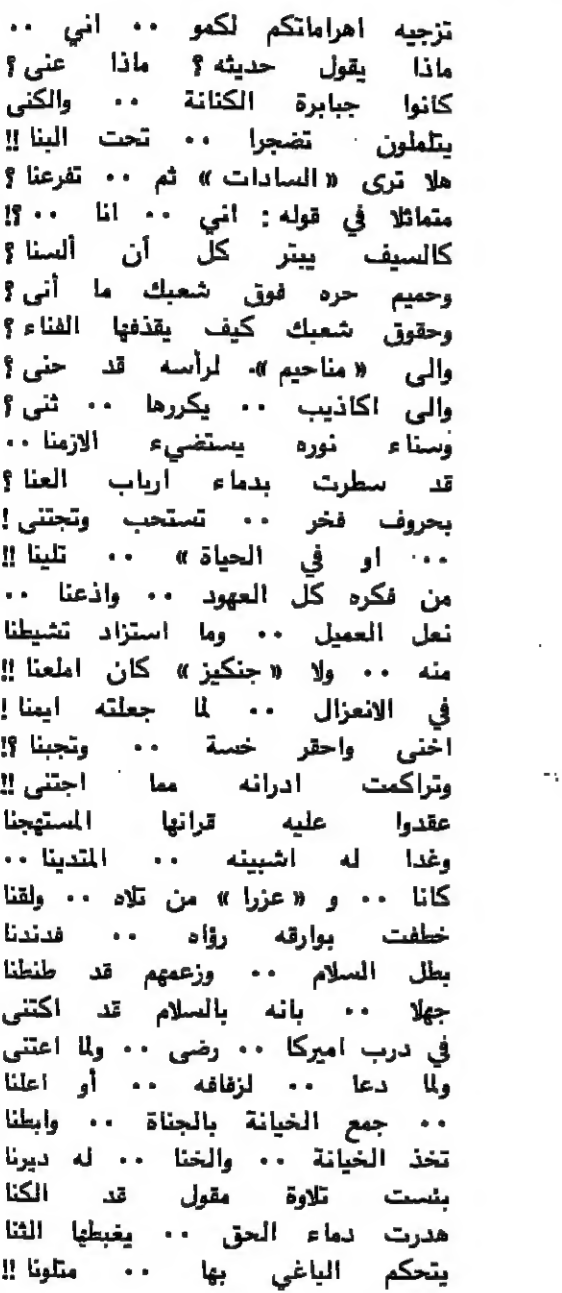 تزجيه اهراماتكم لكمو .. اني ..
ماذا يقول حديثه ؟ ماذا عنى ؟
كانوا جبابرة الكنانة .. والكنى
يتلملون تضجرا .. تحت البنا !!
هلا ترى « السادات » ثم .. تفرعنا ؟
متماثلا في قوله : اني .. انا .. ؟!
كالسيف يبتر كل أن ألسنا ؟
وحميم حره فوق شعبك ما أنى ؟
وحقوق شعبك كيف يقذفها الفناء ؟
والى « مناحيم » لرأسه قد حنى ؟
والى اكاذيب .. يكررها .. ثنى ؟
وسناء نوره يستضيء الازمنا ..
قد سطرت بدماء ارباب العنا ؟
بحروف فخر .. تستحب وتجتنى !
.. او في الحياة » .. تلينا !!
من فكره كل العهود .. واذعنا ..
نعل العميل .. وما استزاد تشيطنا
منه .. ولا « جنكيز » كان املعنا !!
في الانعزال .. لما جعلته ايمنا !
اخنى واحقر خسة .. وتجبنا ؟!
وتراكمت ادرانه مما اجتنى !!
عقدوا عليه قرانها المستهجنا
وغدا له اشبينه .. المتدينا ..
كانا .. و « عزرا » من تلاه .. ولقنا
خطفت بوارقه رؤاه .. فدندنا
بطل السلام .. وزعمهم قد طنطنا
جهلا .. بانه بالسلام قد اكتنى
في درب اميركا .. رضى .. ولما اعتنى
ولما دعا .. لزفافه .. أو اعلنا
.. جمع الخيانة بالجناة .. وابطنا
تخذ الخيانة .. والخنا .. له ديرنا
بئست تلاوة مقول قد الكنا
هدرت دماء الحق .. يغبطها الثنا
يتحكم الباغي بها .. متلونا !!